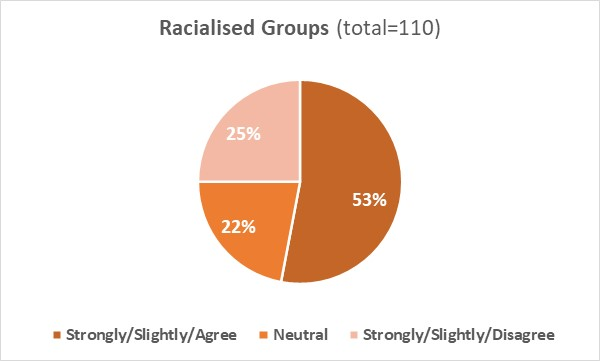 Racialised Groups (total=110)
25%
53%
22%
Strongly/Slightly/Agree Neutral Strongly/Slightly/Disagree